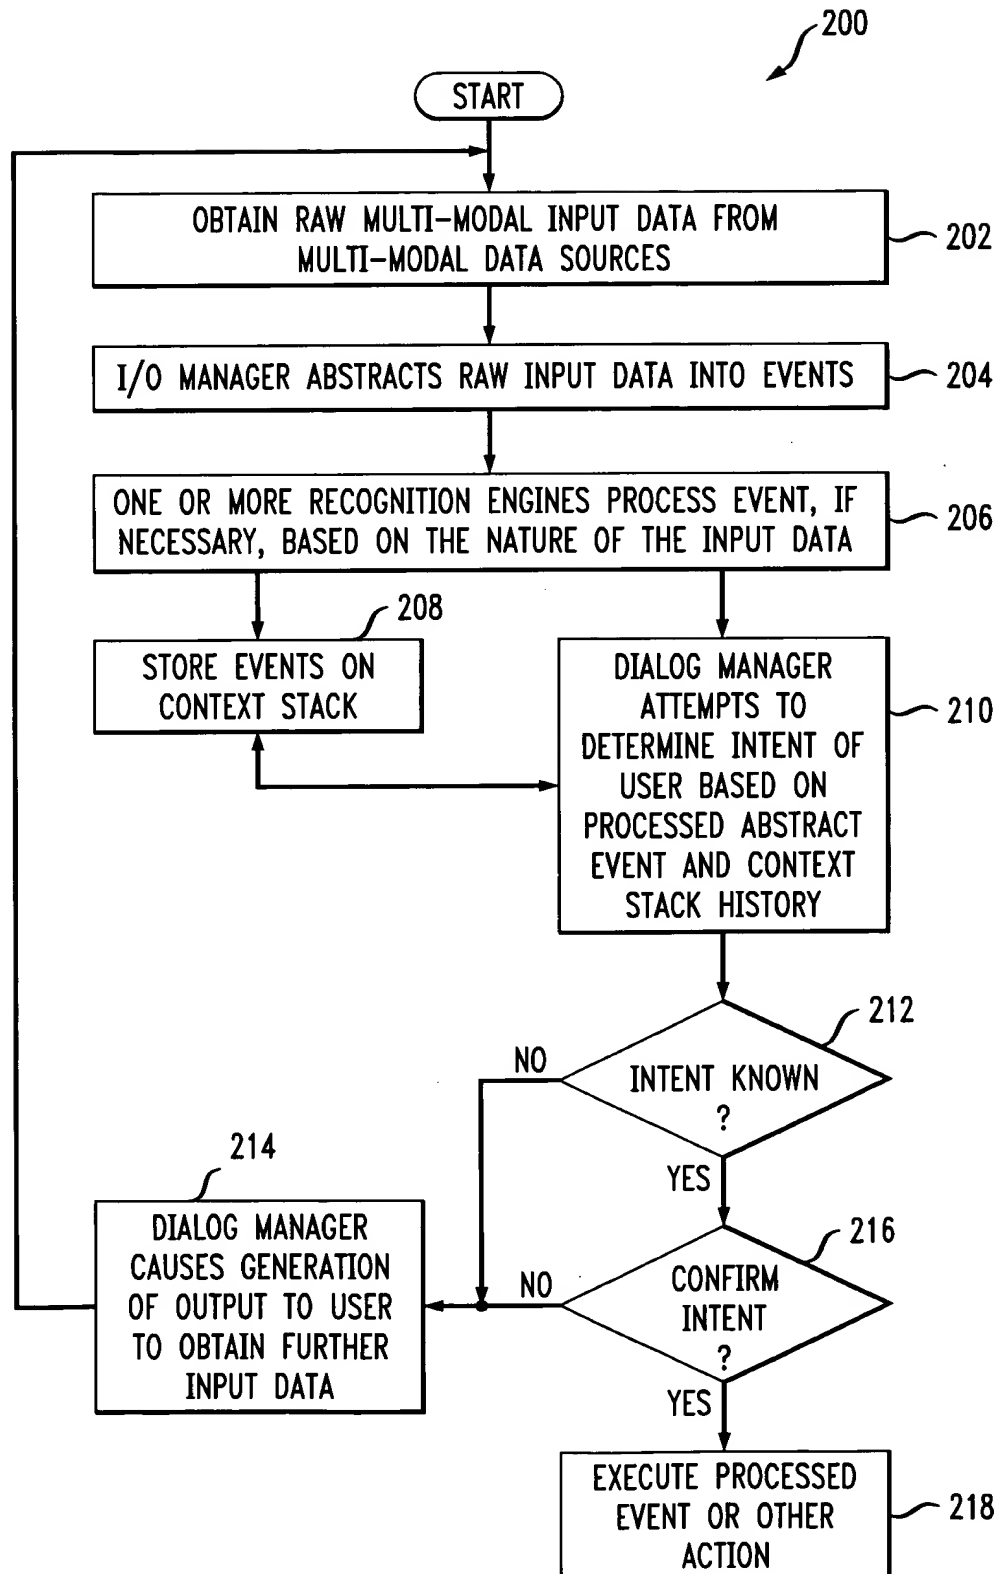 200
START
OBTAIN RAW MULTI-MODAL INPUT DATA FROM
MULTI-MODAL DATA SOURCES
202
I/O MANAGER ABSTRACTS RAW INPUT DATA INTO EVENTS
204
ONE OR MORE RECOGNITION ENGINES PROCESS EVENT, IF
NECESSARY, BASED ON THE NATURE OF THE INPUT DATA
206
208
STORE EVENTS ON
CONTEXT STACK
DIALOG MANAGER
ATTEMPTS TO
DETERMINE INTENT OF
USER BASED ON
PROCESSED ABSTRACT
EVENT AND CONTEXT
STACK HISTORY
210
212
NO
INTENT KNOWN
?
YES
214
DIALOG MANAGER
CAUSES GENERATION
OF OUTPUT TO USER
TO OBTAIN FURTHER
INPUT DATA
216
NO
CONFIRM
INTENT
?
YES
EXECUTE PROCESSED
EVENT OR OTHER
ACTION
218